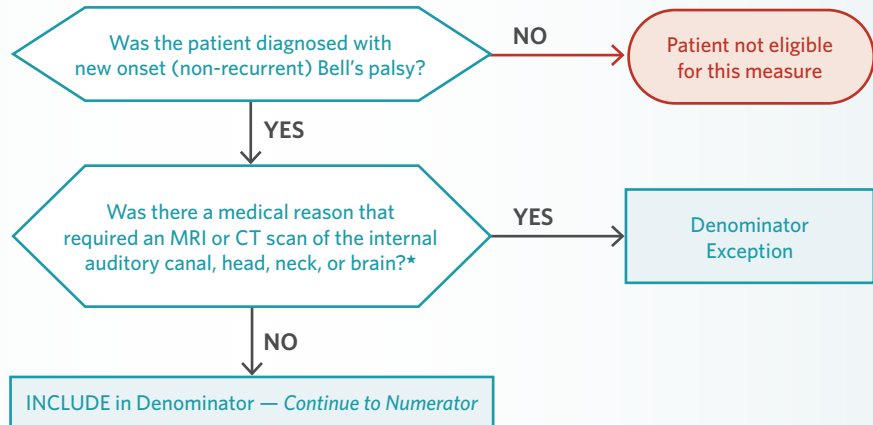 Was the patient diagnosed with
new onset (non-recurrent) Bell’s palsy?
NO
Patient not eligible
for this measure
YES
Was there a medical reason that
required an MRI or CT scan of the internal
auditory canal, head, neck, or brain?★
YES
Denominator
Exception
NO
INCLUDE in Denominator — Continue to Numerator